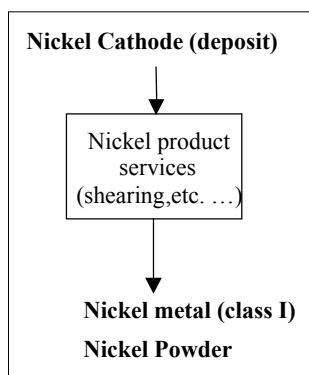 Nickel Cathode (deposit)
Nickel product
services
(shearing,etc. …)
Nickel metal (class I)
Nickel Powder